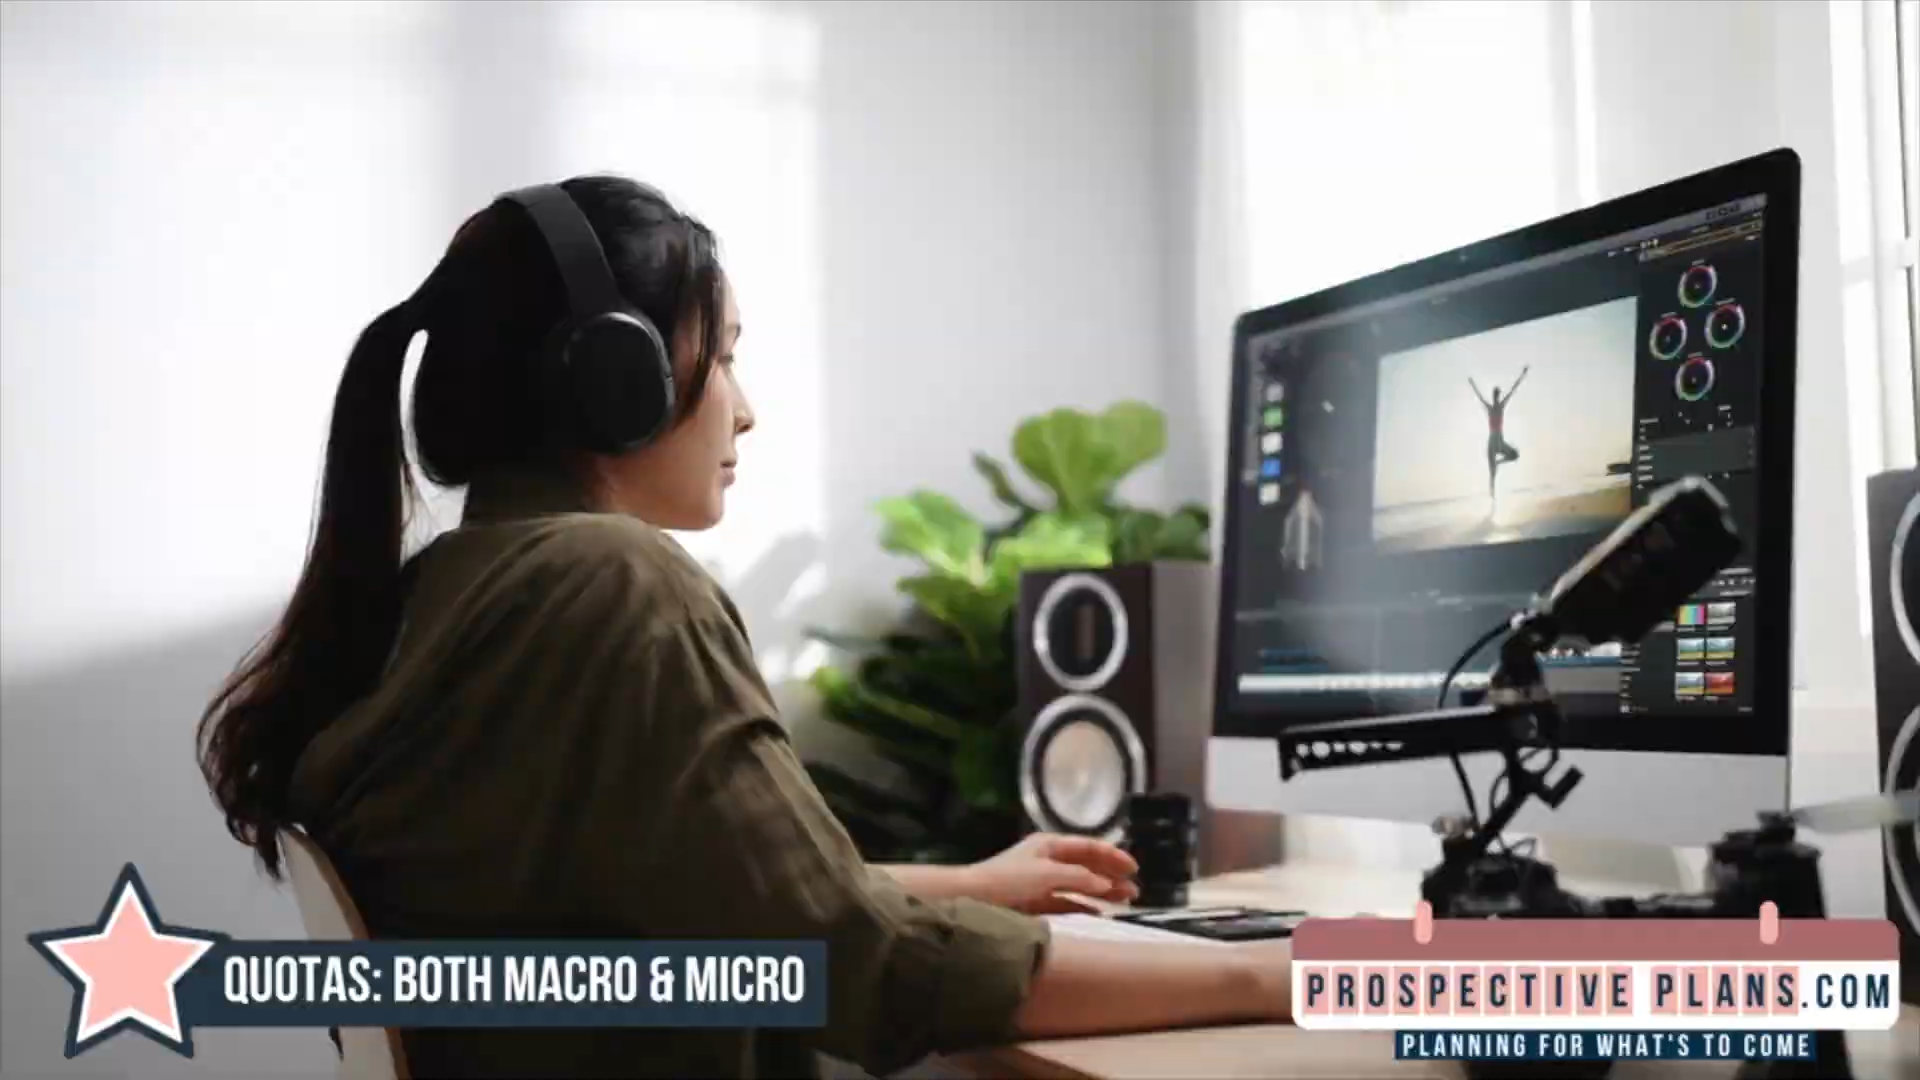 QUOTAS: BOTH MACRO & MICRO
PROSPECTIVE PLANS.COM
PLANNING FOR WHAT'S TO COME